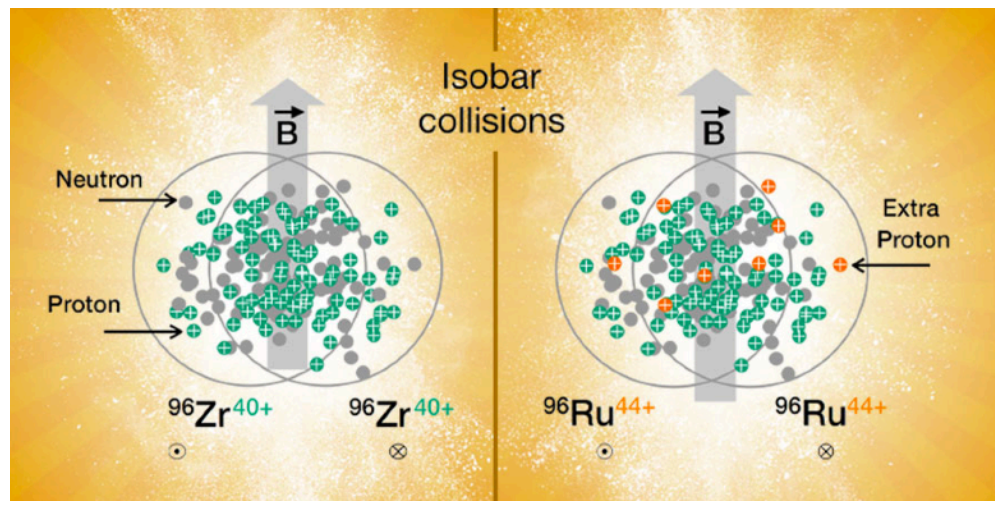 Isobar
collisions
B
B
Neutron
Proton
Extra
Proton
96Zr40+
96Zr40+
96Ru44+
96Ru44+